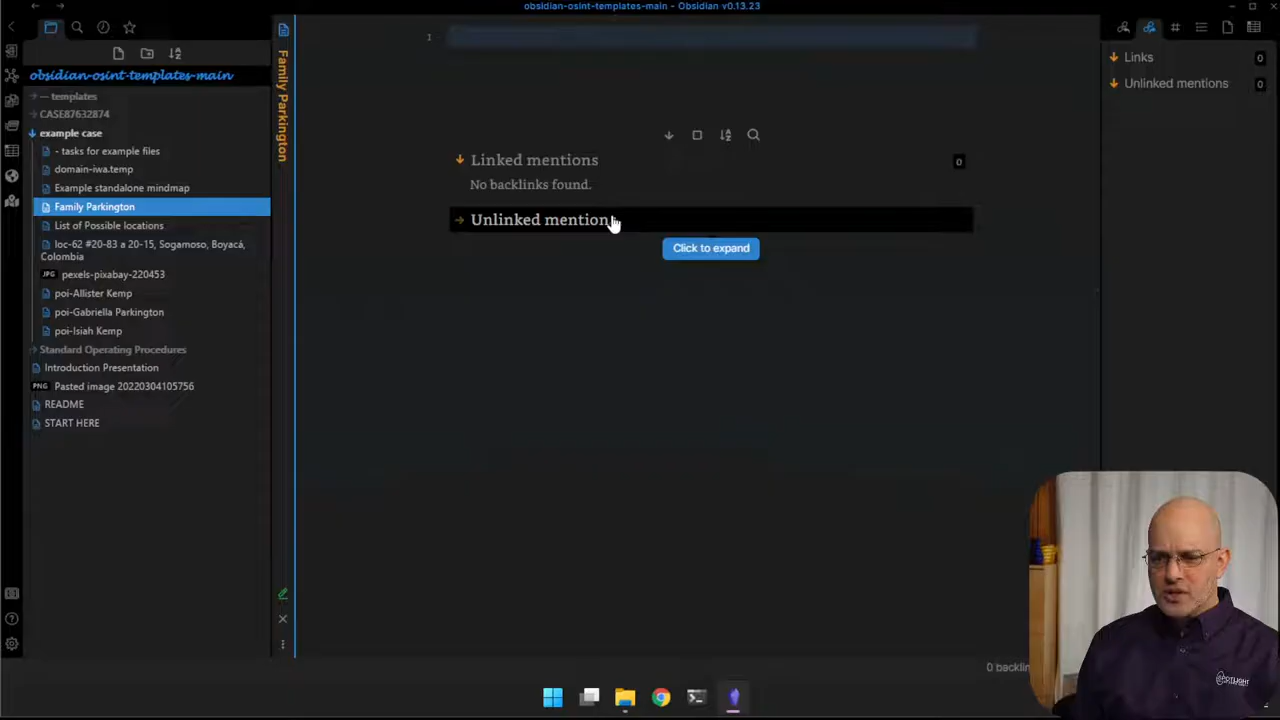 obsidian-osint-templates-main - Obsidian v0.13.23
obsidian-osint-templates-main
templates
CASE87632874
example case
- tasks for example files
domain-iwa.temp
Example standalone mindmap
Family Parkington
List of Possible locations
loc-62 #20-83 a 20-15, Sogamoso, Boyacá,
Colombia
JPG pexels-pixabay-220453
poi-Allister Kemp
poi-Gabriella Parkington
poi-Isiah Kemp
Standard Operating Procedures
Introduction Presentation
PNG Pasted image 20220304105756
README
START HERE
Family Parkington
1
Linked mentions
0
No backlinks found.
Unlinked mention
Click to expand
Links
0
Unlinked mentions
0
0 backlin